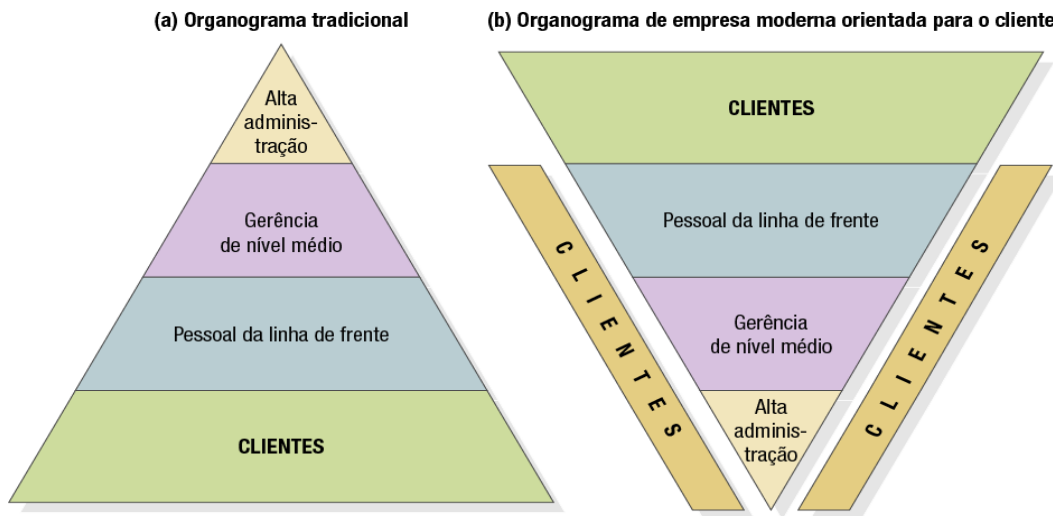 (a) Organograma tradicional
Alta
adminis-
tração
Gerência
de nível médio
Pessoal da linha de frente
CLIENTES
(b) Organograma de empresa moderna orientada para o cliente
CLIENTES
Pessoal da linha de frente
Gerência
de nível médio
Alta
adminis-
tração
CLIENTES
CLIENTES